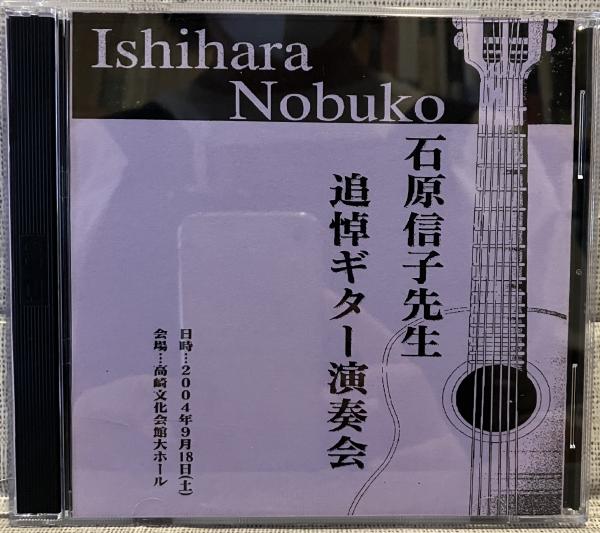 Ishihara
Nobuko
石原信子先生
追悼ギター演奏会
日時…２００４年９月18日(土)
会場…高崎文化会館大ホール